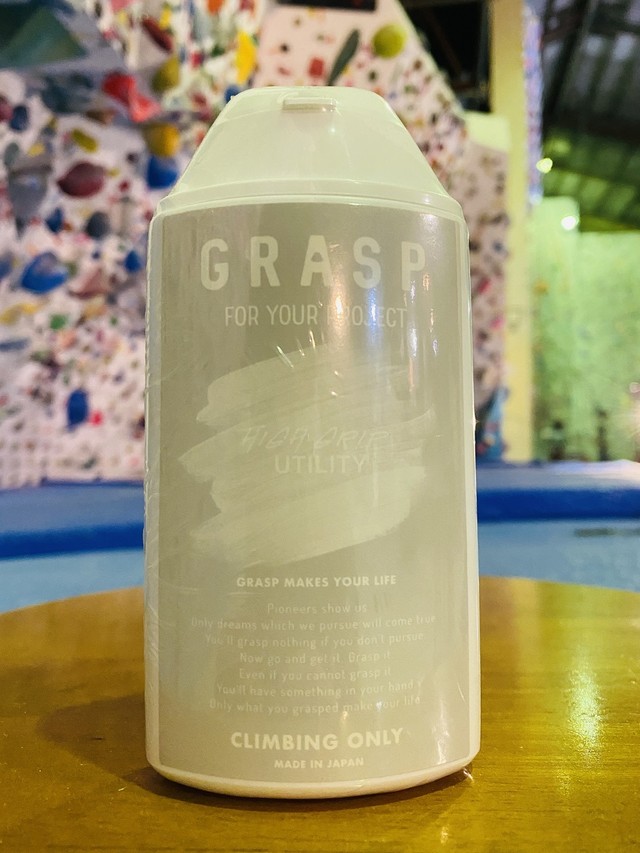 GRASP
FOR YOUR PROJECT
HIGH GRIP
UTILITY
GRASP MAKES YOUR LIFE
Pioneers show us
Only dreams which we pursue will come true
You'll grasp nothing if you don't pursue
Now go and get it. Grasp it
Even if you cannot grasp it
You'll have something in your hand
Only what you grasped make your life
CLIMBING ONLY
MADE IN JAPAN